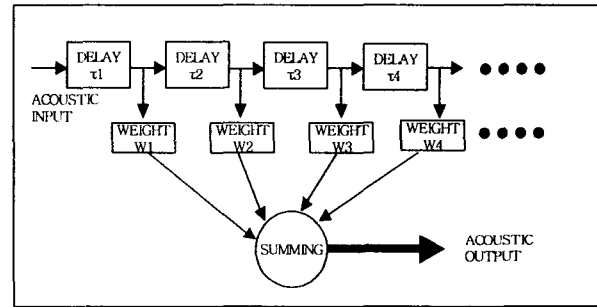 DELAY
τ1
DELAY
τ2
DELAY
τ3
DELAY
τ4
ACOUSTIC
INPUT
WEIGHT
W1
WEIGHT
W2
WEIGHT
W3
WEIGHT
W4
SUMMING
ACOUSTIC
OUTPUT